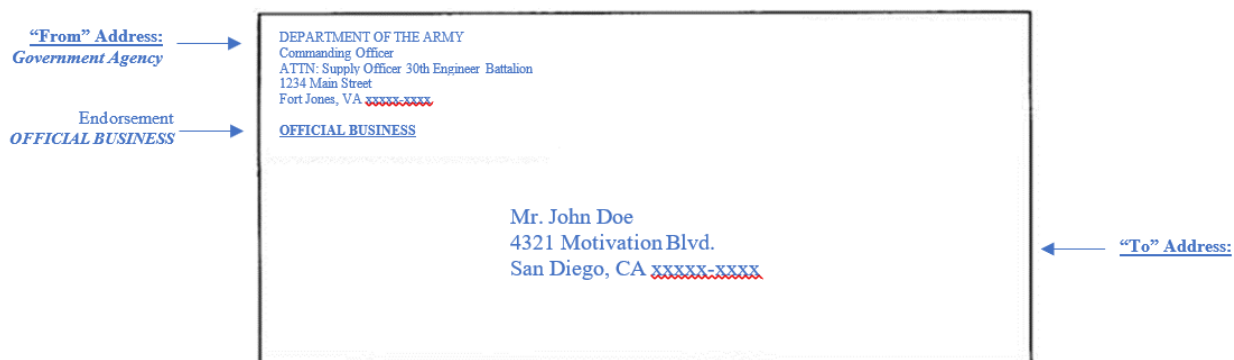 “From” Address:
Government Agency
DEPARTMENT OF THE ARMY
Commanding Officer
ATTN: Supply Officer 30th Engineer Battalion
1234 Main Street
Fort Jones, VA xxxxx-xxxx
Endorsement
OFFICIAL BUSINESS
OFFICIAL BUSINESS
Mr. John Doe
4321 Motivation Blvd.
San Diego, CA xxxxx-xxxx
“To” Address: